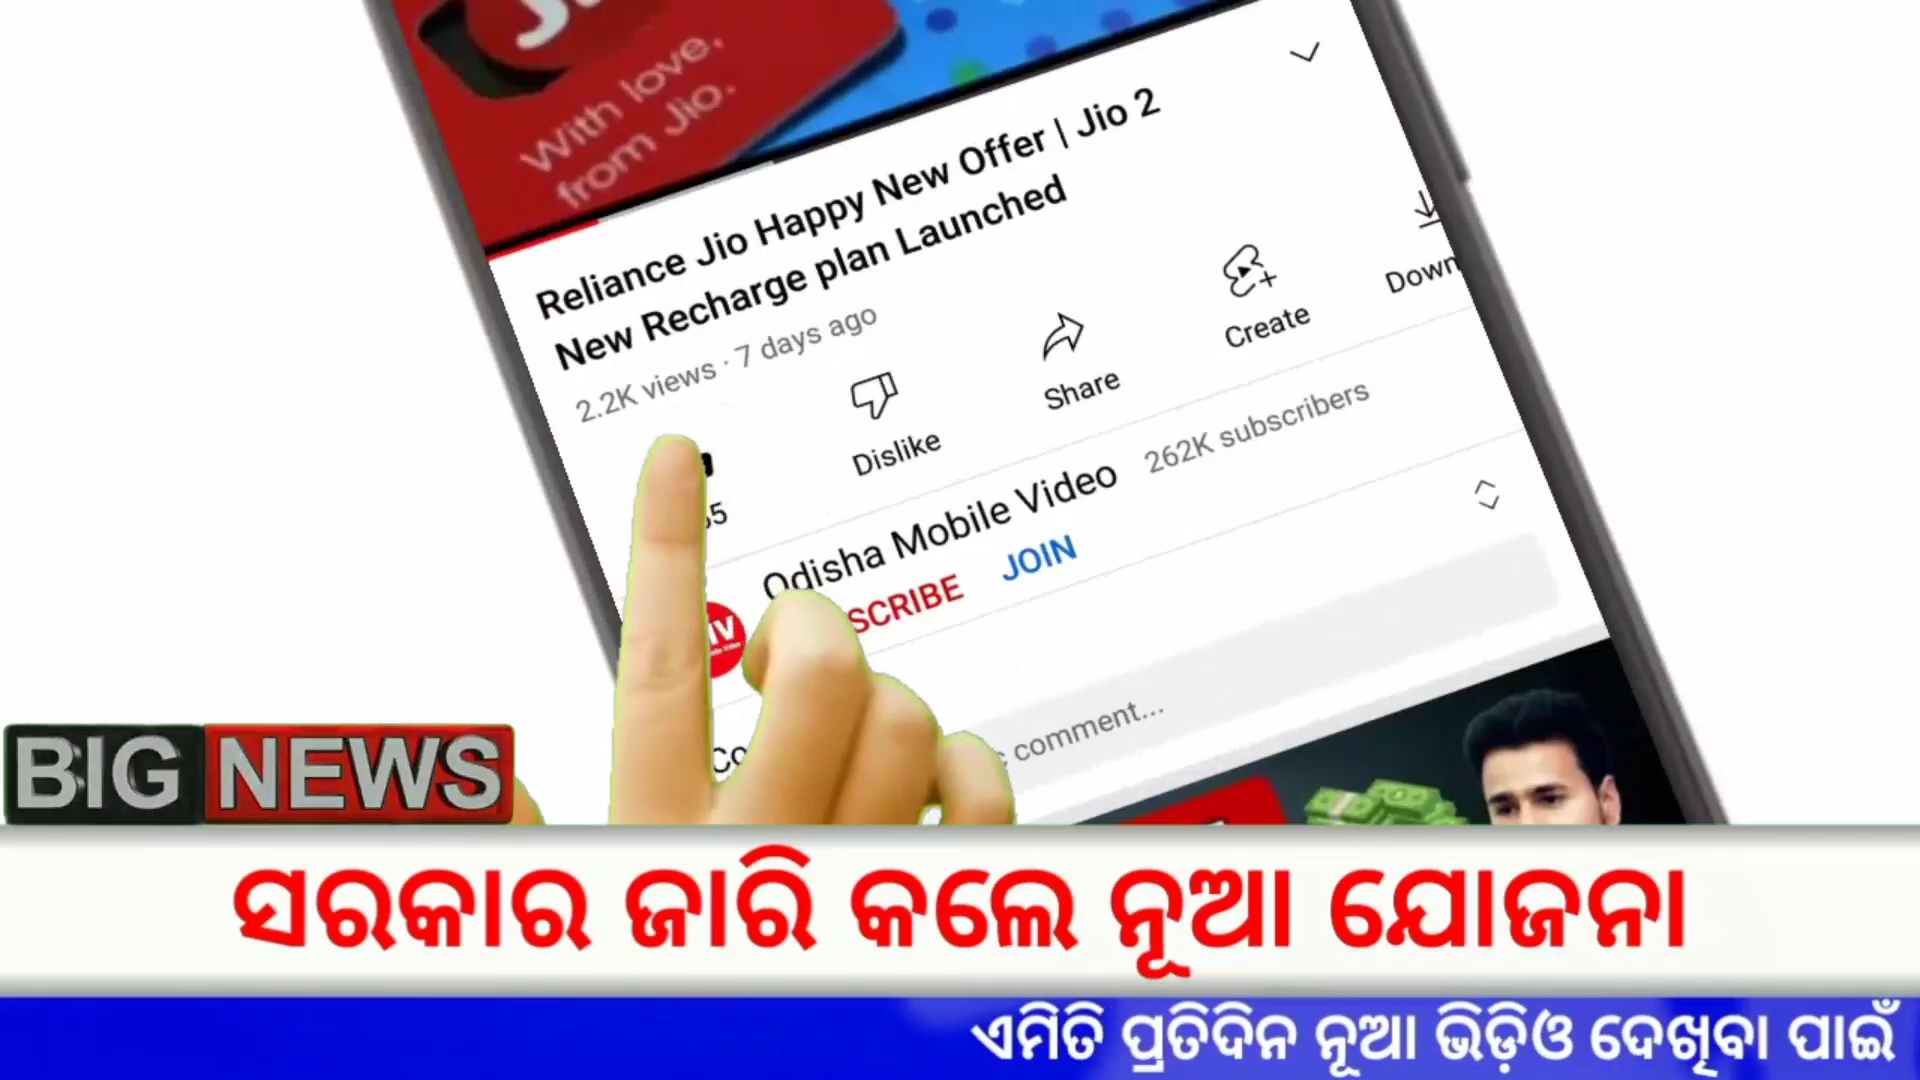 With love,
from Jio.
Reliance Jio Happy New Offer | Jio 2
New Recharge plan Launched
2.2K views · 7 days ago
Dislike
Share
Create
Odisha Mobile Video 262K subscribers
JOIN
comment...
BIG NEWS
ସରକାର ଜାରି କଲେ ନୂଆ ଯୋଜନା
ଏମିତି ପ୍ରତିଦିନ ନୂଆ ଭିଡ଼ିଓ ଦେଖିବା ପାଇଁ